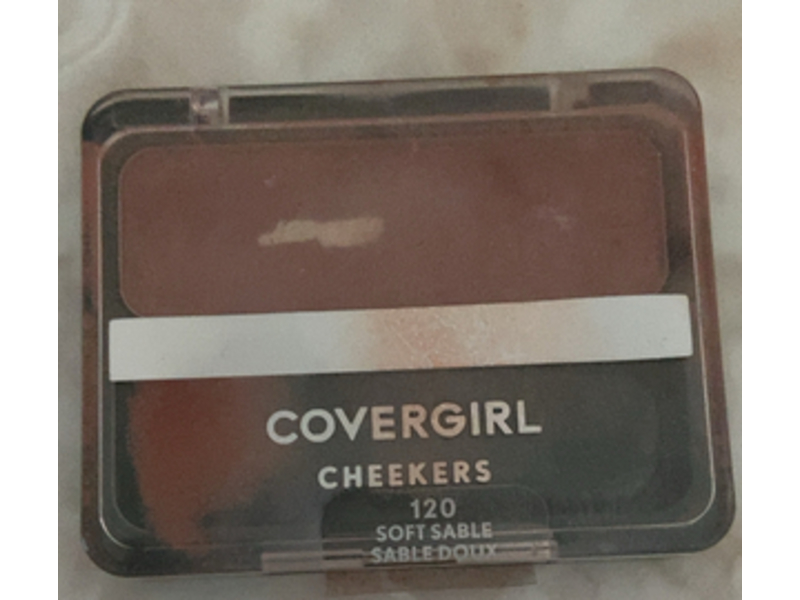 COVERGIRL
CHEEKERS
120
SOFT SABLE
SABLE DOUX